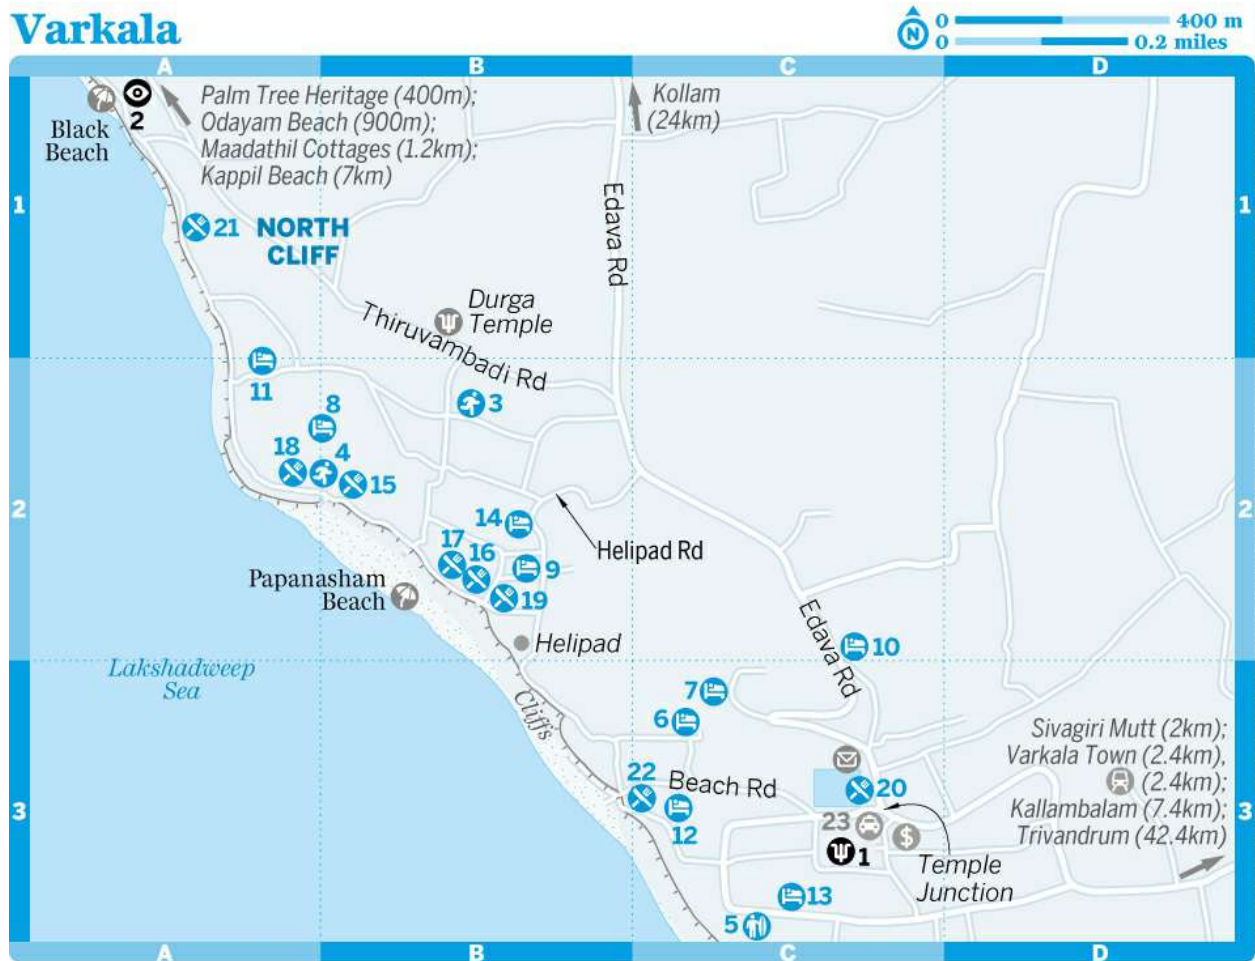 Varkala
N
0 400 m
0 0.2 miles
A B C D
1
1
2
2
3
3
A B C D
2
Black
Beach
Palm Tree Heritage (400m);
Odayam Beach (900m);
Maadathil Cottages (1.2km);
Kappil Beach (7km)
Kollam
(24km)
Edava Rd
21
NORTH
CLIFF
Durga
Temple
Thiruvambadi Rd
11
3
8
18
4
15
14
Helipad Rd
17
16
9
19
Papanasham
Beach
Helipad
Edava Rd
10
Lakshadweep
Sea
Cliffs
7
6
Sivagiri Mutt (2km);
Varkala Town (2.4km),
(2.4km);
Kallambalam (7.4km);
Trivandrum (42.4km)
22
Beach Rd
20
12
23
$
1
Temple
Junction
13
5